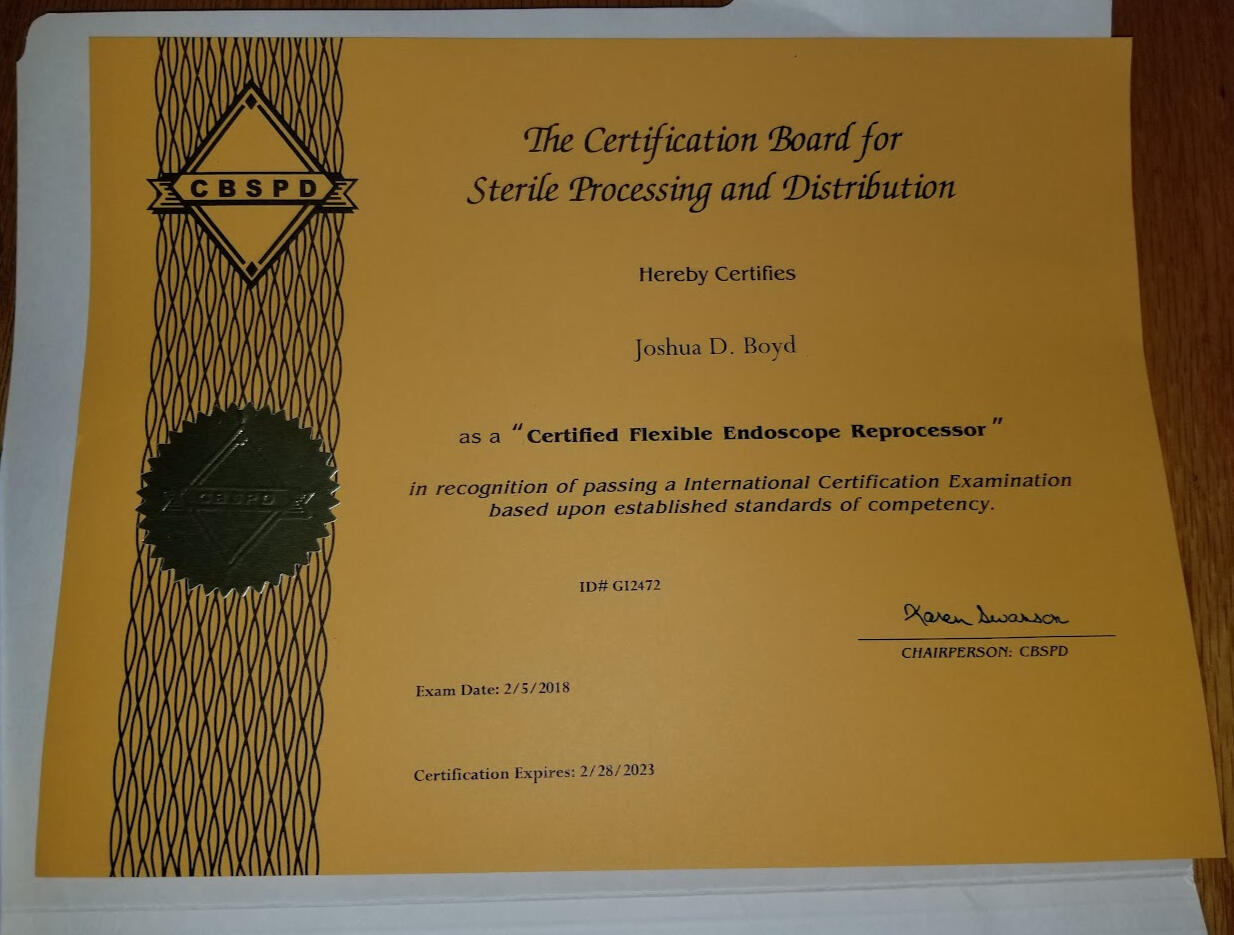 CBSPD
The Certification Board for
Sterile Processing and Distribution
Hereby Certifies
Joshua D. Boyd
as a "Certified Flexible Endoscope Reprocessor"
in recognition of passing a International Certification Examination
based upon established standards of competency.
CBSPD
ID# GI2472
Karen Swanson
CHAIRPERSON: CBSPD
Exam Date: 2/5/2018
Certification Expires: 2/28/2023